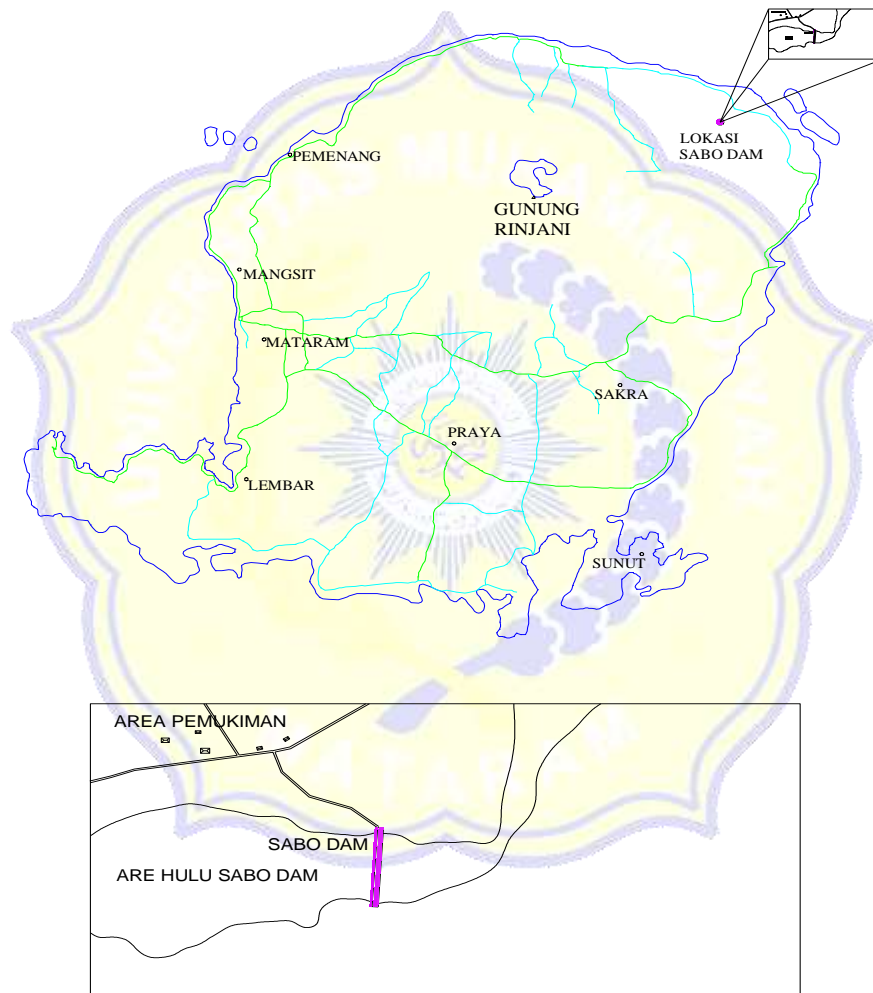 LOKASI
SABO DAM
PEMENANG
GUNUNG
RINJANI
MANGSIT
MATARAM
SAKRA
PRAYA
LEMBAR
SUNUT
AREA PEMUKIMAN
SABO DAM
ARE HULU SABO DAM